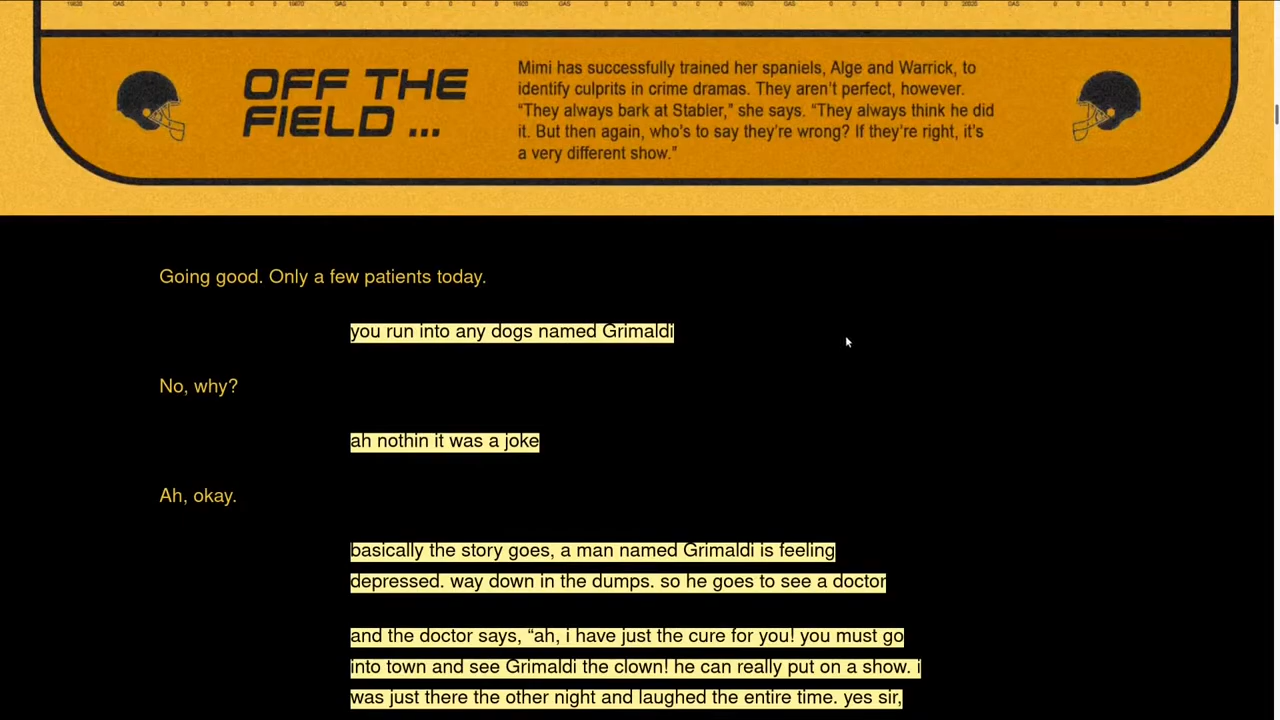 OFF THE
FIELD ...
Mimi has successfully trained her spaniels, Alge and Warrick, to
identify culprits in crime dramas. They aren’t perfect, however.
“They always bark at Stabler,” she says. “They always think he did
it. But then again, who’s to say they’re wrong? If they’re right, it’s
a very different show.”
Going good. Only a few patients today.
you run into any dogs named Grimaldi
No, why?
ah nothin it was a joke
Ah, okay.
basically the story goes, a man named Grimaldi is feeling
depressed. way down in the dumps. so he goes to see a doctor
and the doctor says, “ah, i have just the cure for you! you must go
into town and see Grimaldi the clown! he can really put on a show. i
was just there the other night and laughed the entire time. yes sir,